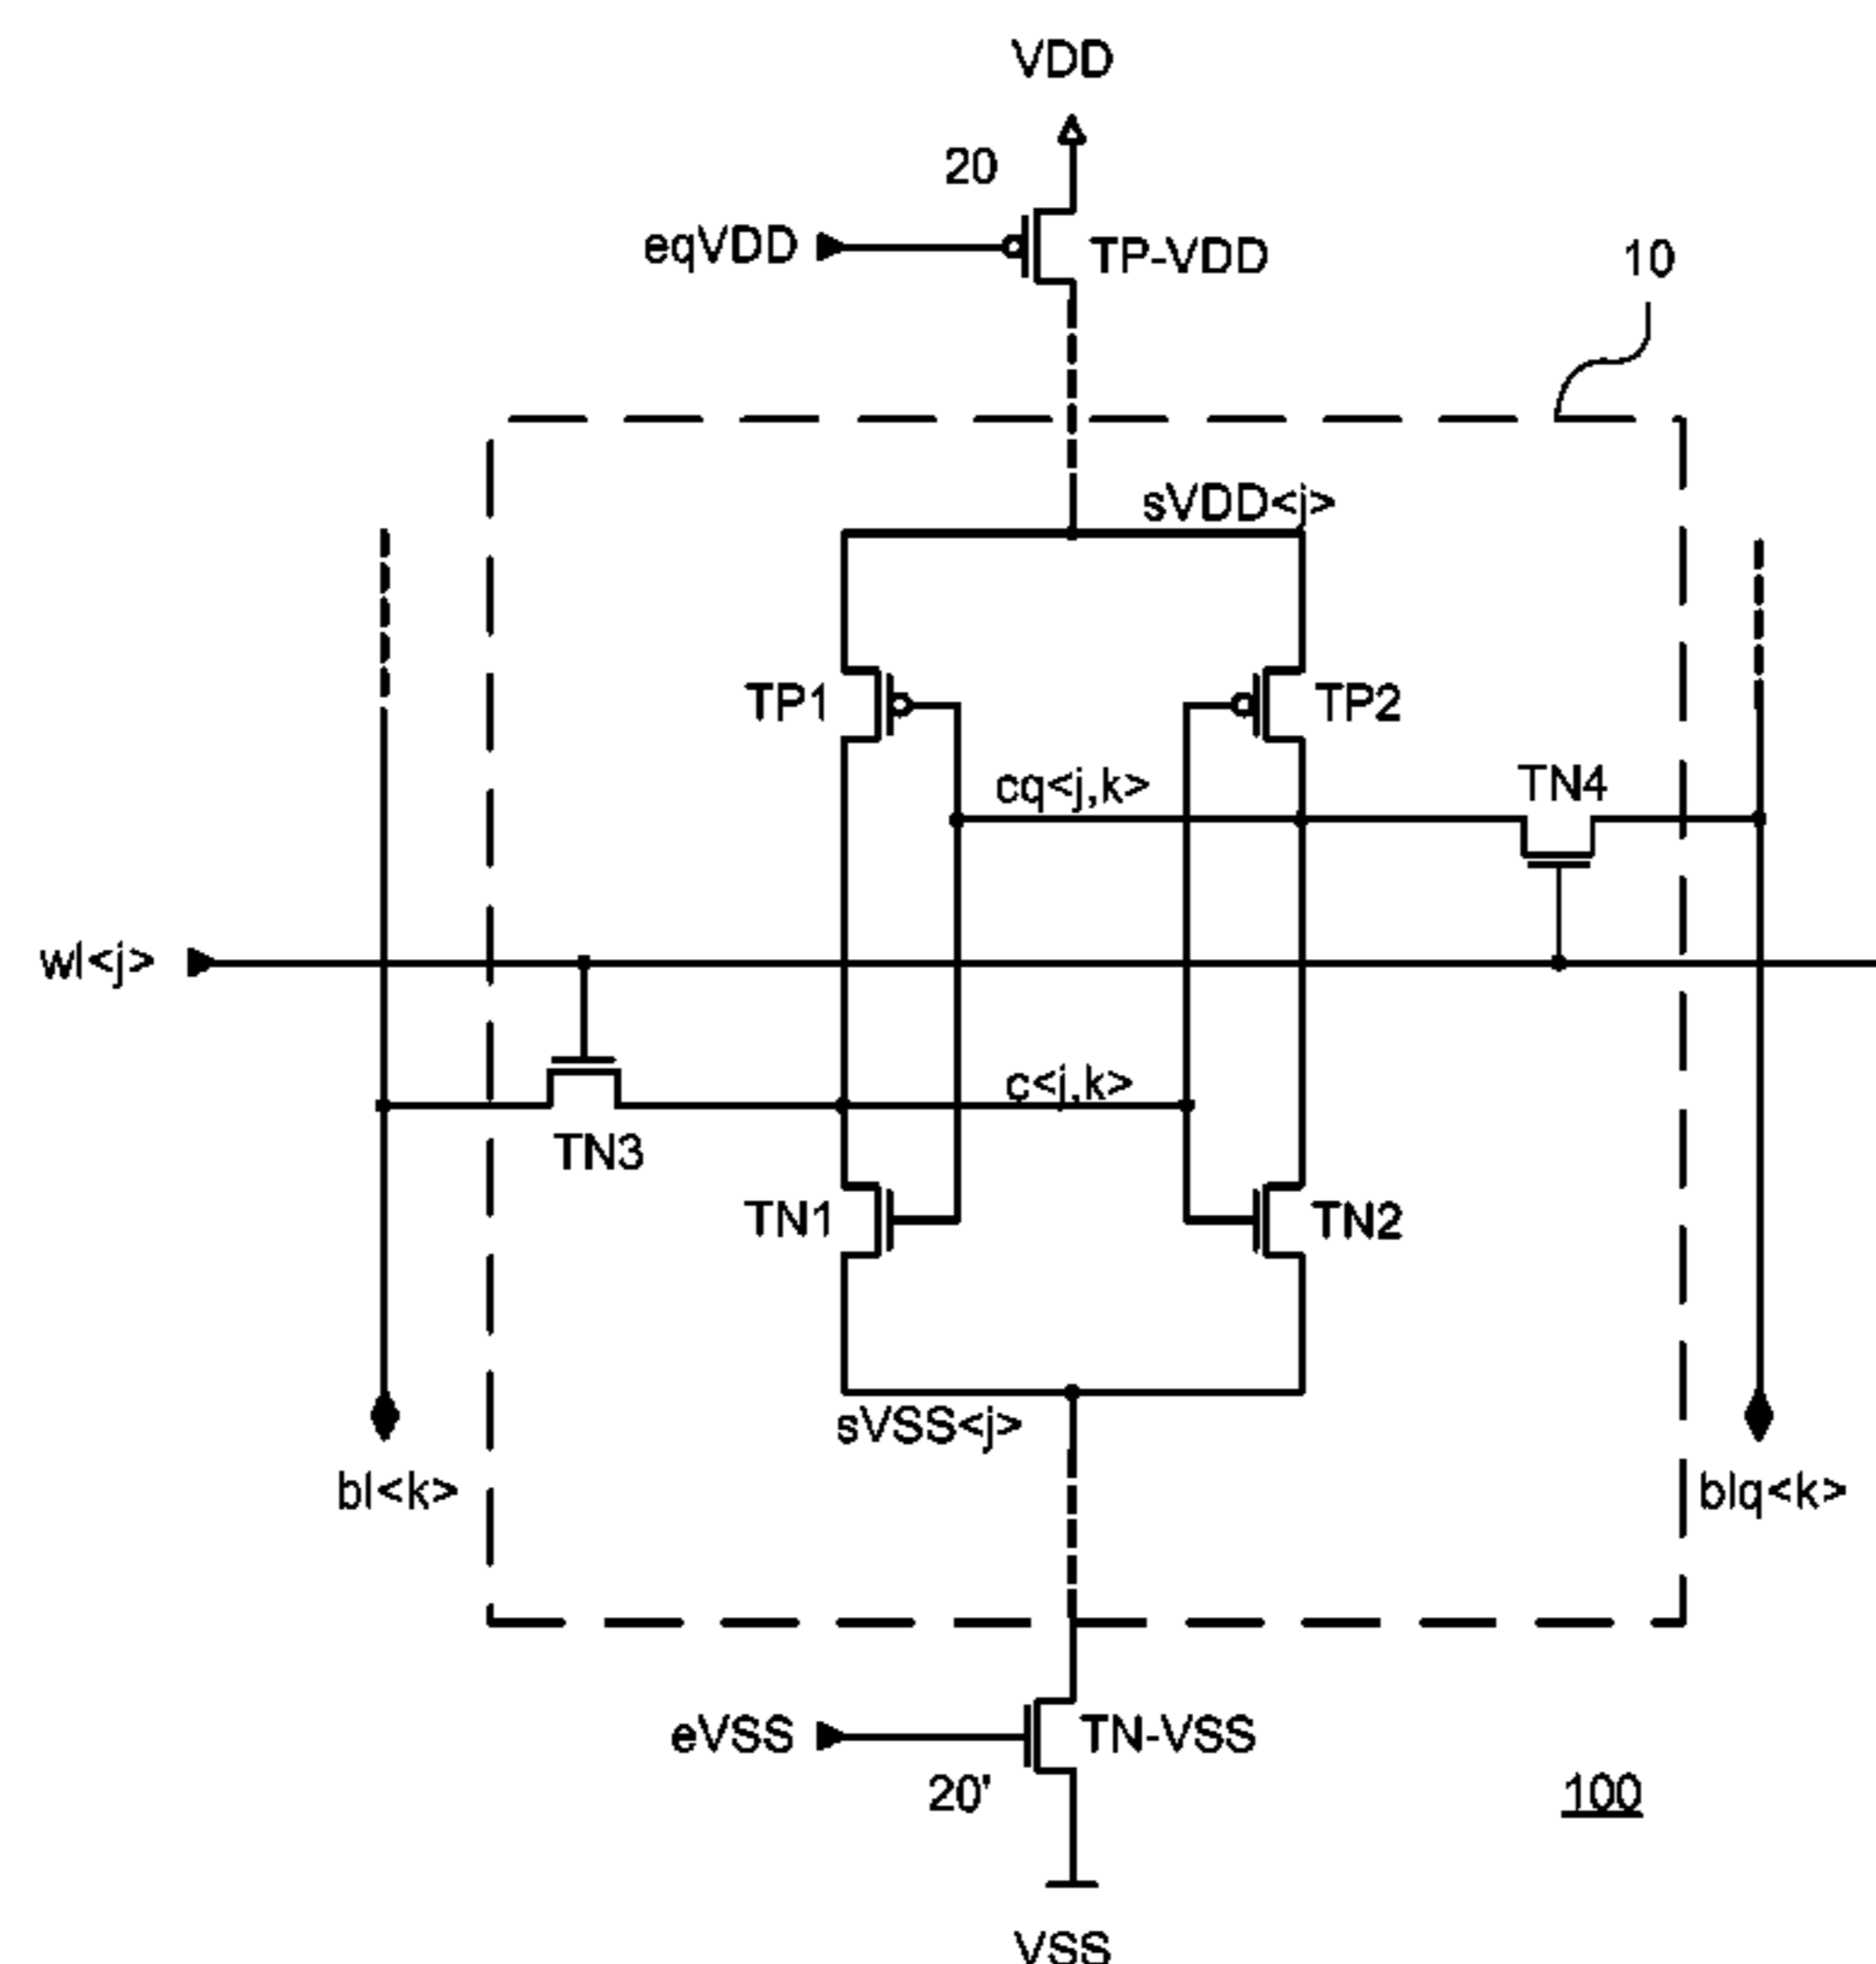 VDD
20
eqVDD
TP-VDD
10
sVDD<j>
TP1
TP2
cq<j,k>
TN4
wl<j>
c<j,k>
TN3
TN1
TN2
sVSS<j>
bl<k>
blq<k>
eVSS
TN-VSS
20'
100
VSS